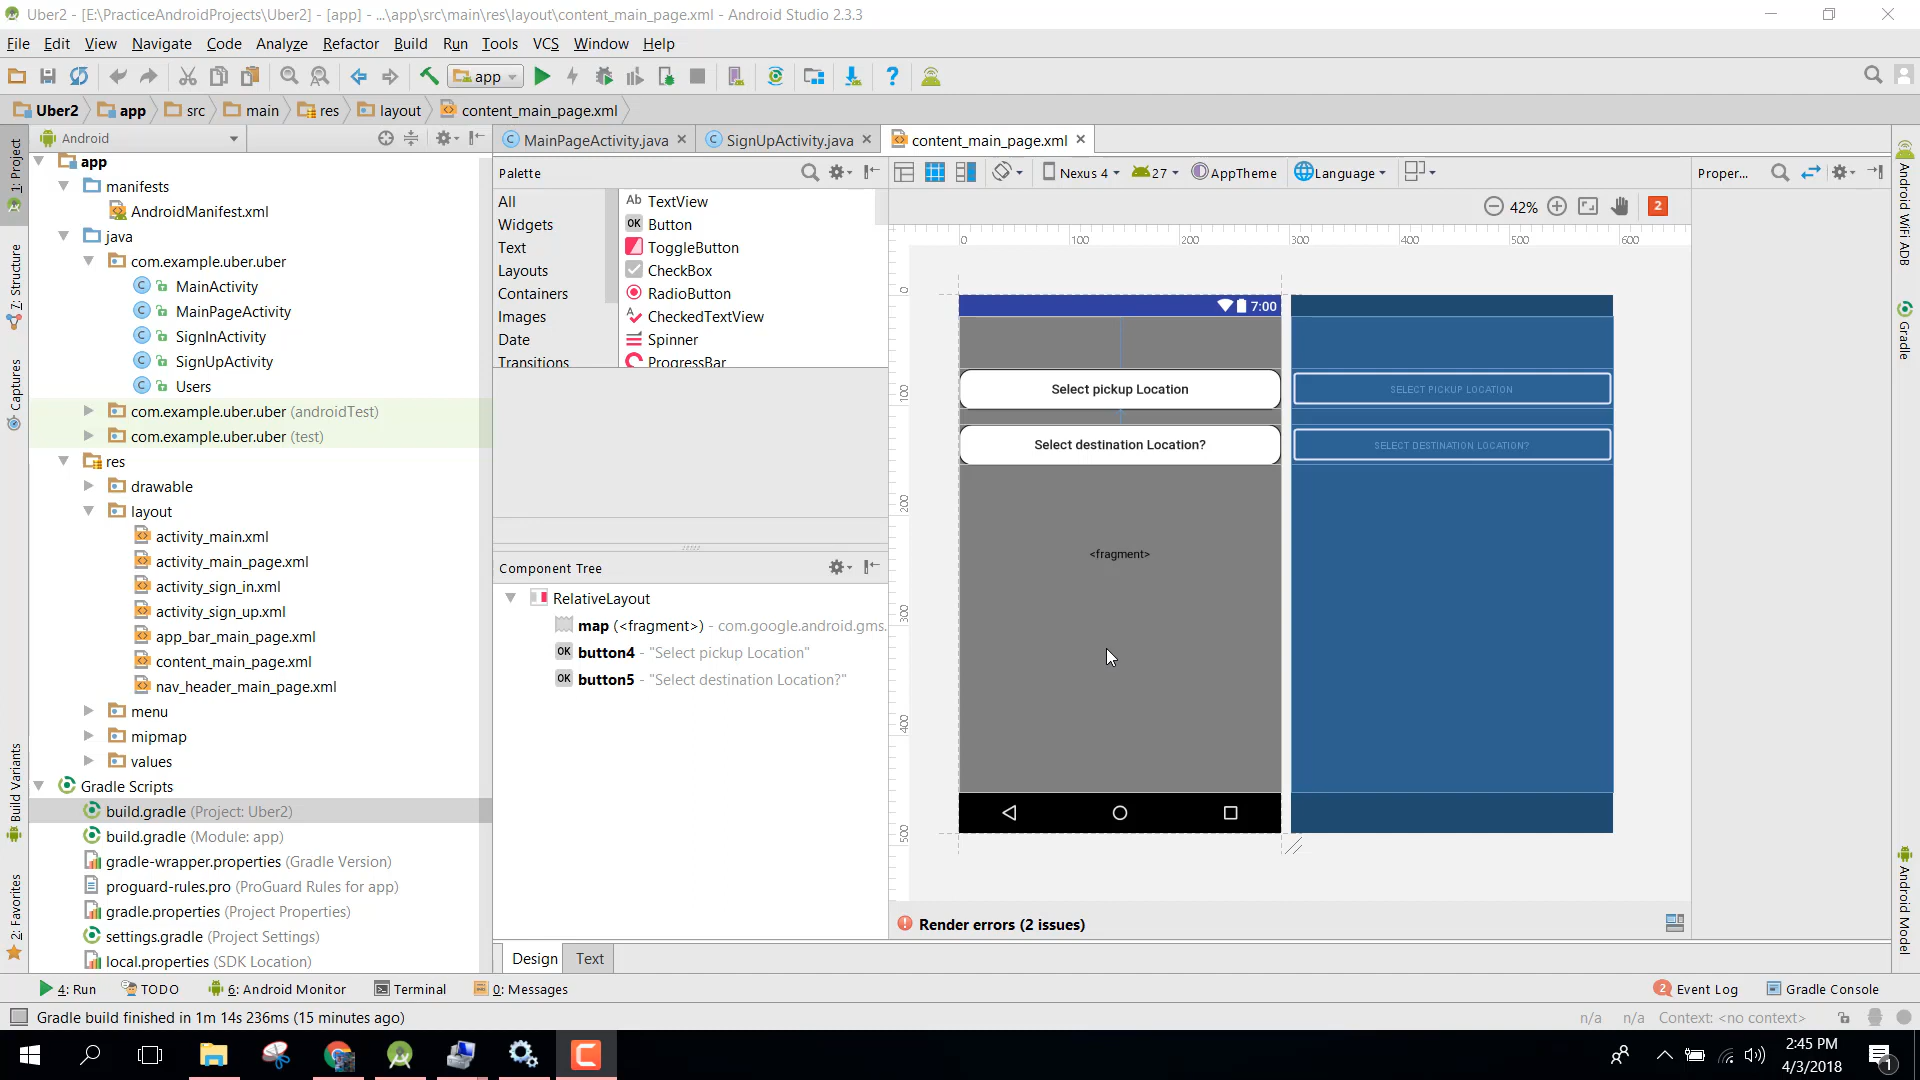 Uber2 - [E:\PracticeAndroidProjects\Uber2] - [app] - ...\app\src\main\res\layout\content_main_page.xml - Android Studio 2.3.3
File Edit View Navigate Code Analyze Refactor Build Run Tools VCS Window Help
app
Uber2 app src main res layout content_main_page.xml
Android
MainPageActivity.java
SignUpActivity.java
content_main_page.xml
1: Project
7: Structure
Captures
Build Variants
2: Favorites
app
manifests
AndroidManifest.xml
java
com.example.uber.uber
MainActivity
MainPageActivity
SignInActivity
SignUpActivity
Users
com.example.uber.uber (androidTest)
com.example.uber.uber (test)
res
drawable
layout
activity_main.xml
activity_main_page.xml
activity_sign_in.xml
activity_sign_up.xml
app_bar_main_page.xml
content_main_page.xml
nav_header_main_page.xml
menu
mipmap
values
Gradle Scripts
build.gradle (Project: Uber2)
build.gradle (Module: app)
gradle-wrapper.properties (Gradle Version)
proguard-rules.pro (ProGuard Rules for app)
gradle.properties (Project Properties)
settings.gradle (Project Settings)
local.properties (SDK Location)
Palette
All
Widgets
Text
Layouts
Containers
Images
Date
Transitions
Ab TextView
OK Button
ToggleButton
CheckBox
RadioButton
CheckedTextView
Spinner
ProgressBar
Component Tree
RelativeLayout
map (<fragment>) - com.google.android.gms.
OK button4 - "Select pickup Location"
OK button5 - "Select destination Location?"
Design Text
Nexus 4 27 AppTheme Language
42% 2
0 100 200 300 400 500 600
0
100
200
300
400
500
7:00
Select pickup Location
Select destination Location?
<fragment>
SELECT PICKUP LOCATION
SELECT DESTINATION LOCATION?
Render errors (2 issues)
Proper...
Android WiFi ADB
Gradle
Android Model
4: Run TODO 6: Android Monitor Terminal 0: Messages
2 Event Log Gradle Console
Gradle build finished in 1m 14s 236ms (15 minutes ago)
n/a n/a Context: <no context>
2:45 PM
4/3/2018
1